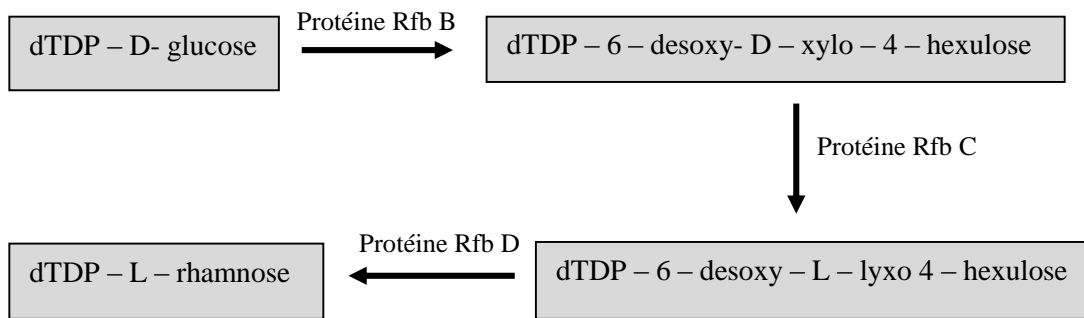 Protéine Rfb B
dTDP – D- glucose
dTDP – 6 – desoxy- D – xylo – 4 – hexulose
Protéine Rfb C
Protéine Rfb D
dTDP – L – rhamnose
dTDP – 6 – desoxy – L – lyxo 4 – hexulose